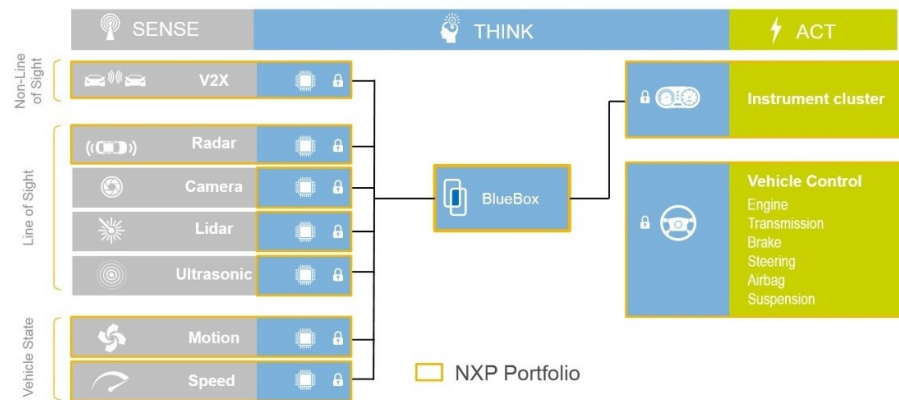 SENSE
THINK
ACT
Non-Line
of Sight
V2X
Line of Sight
Radar
Camera
Lidar
Ultrasonic
Vehicle State
Motion
Speed
BlueBox
Instrument cluster
Vehicle Control
Engine
Transmission
Brake
Steering
Airbag
Suspension
NXP Portfolio